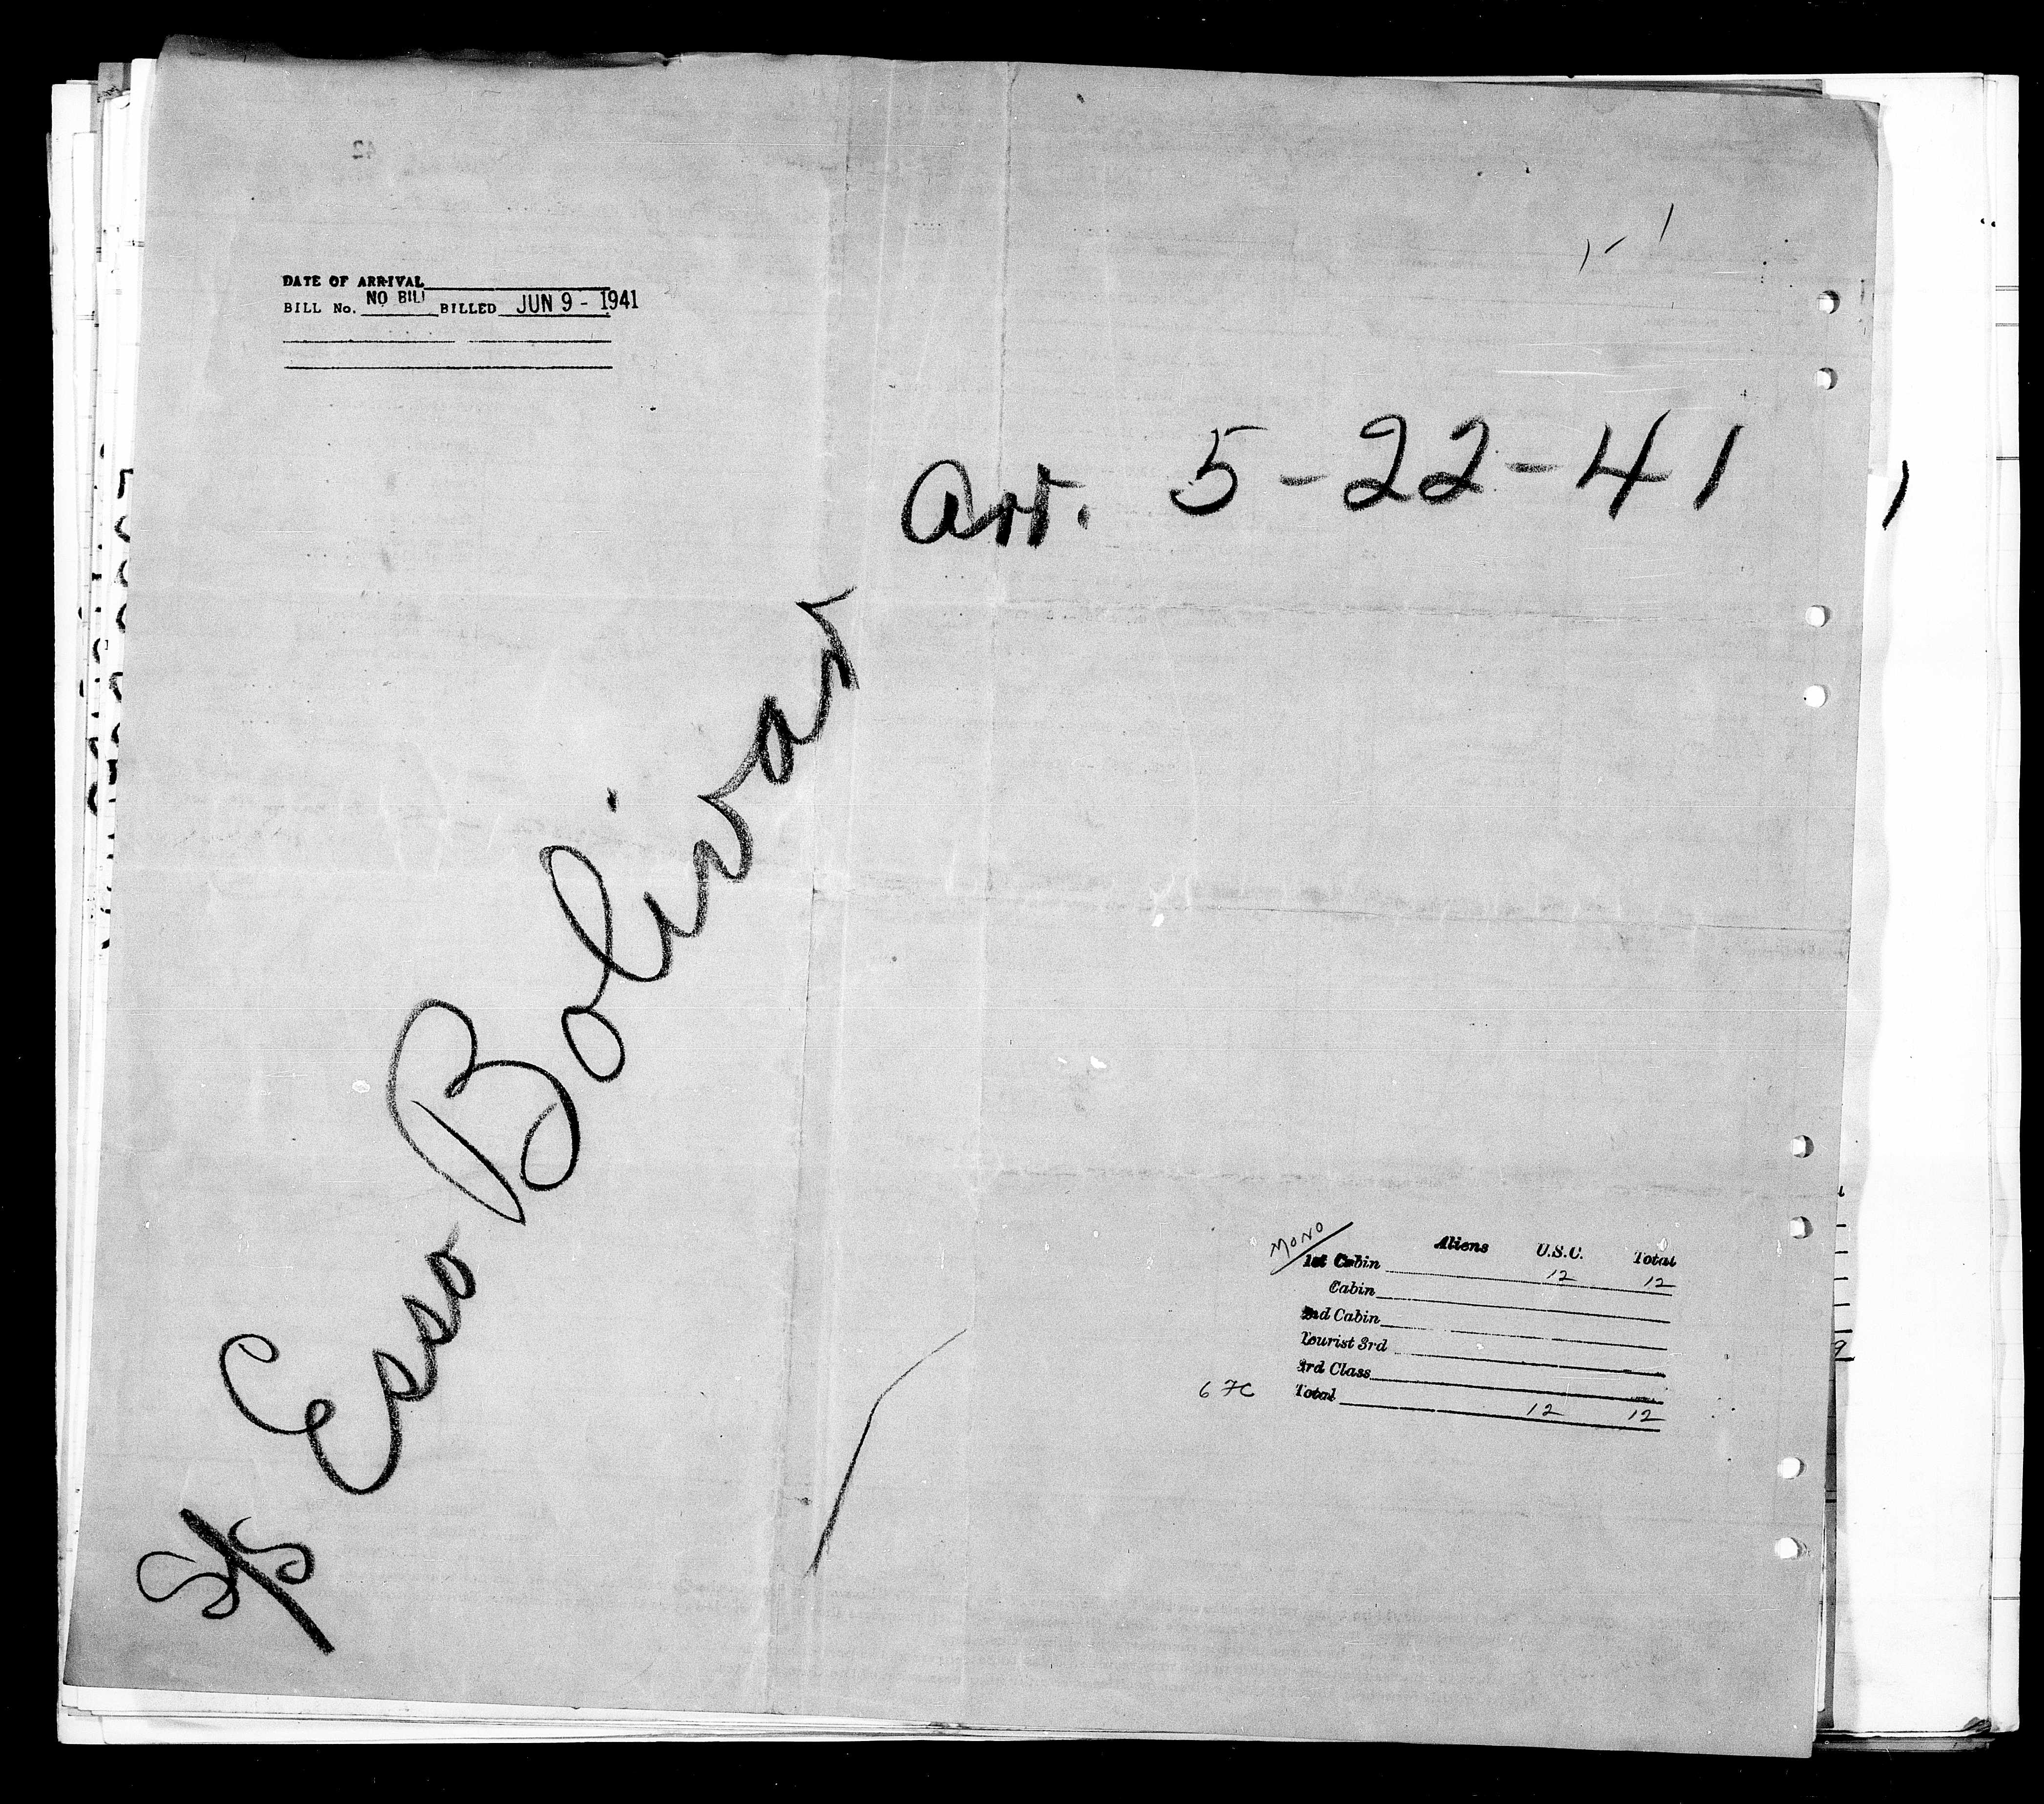 DATE OF ARRIVAL
BILL No. NO BILL BILLED JUN 9 - 1941
Arr. 5-22-41
S/S Esso Bolivar
MONO
Aliens U.S.C. Total
1st Cabin 12 12
Cabin
2nd Cabin
Tourist 3rd
3rd Class
67C Total 12 12